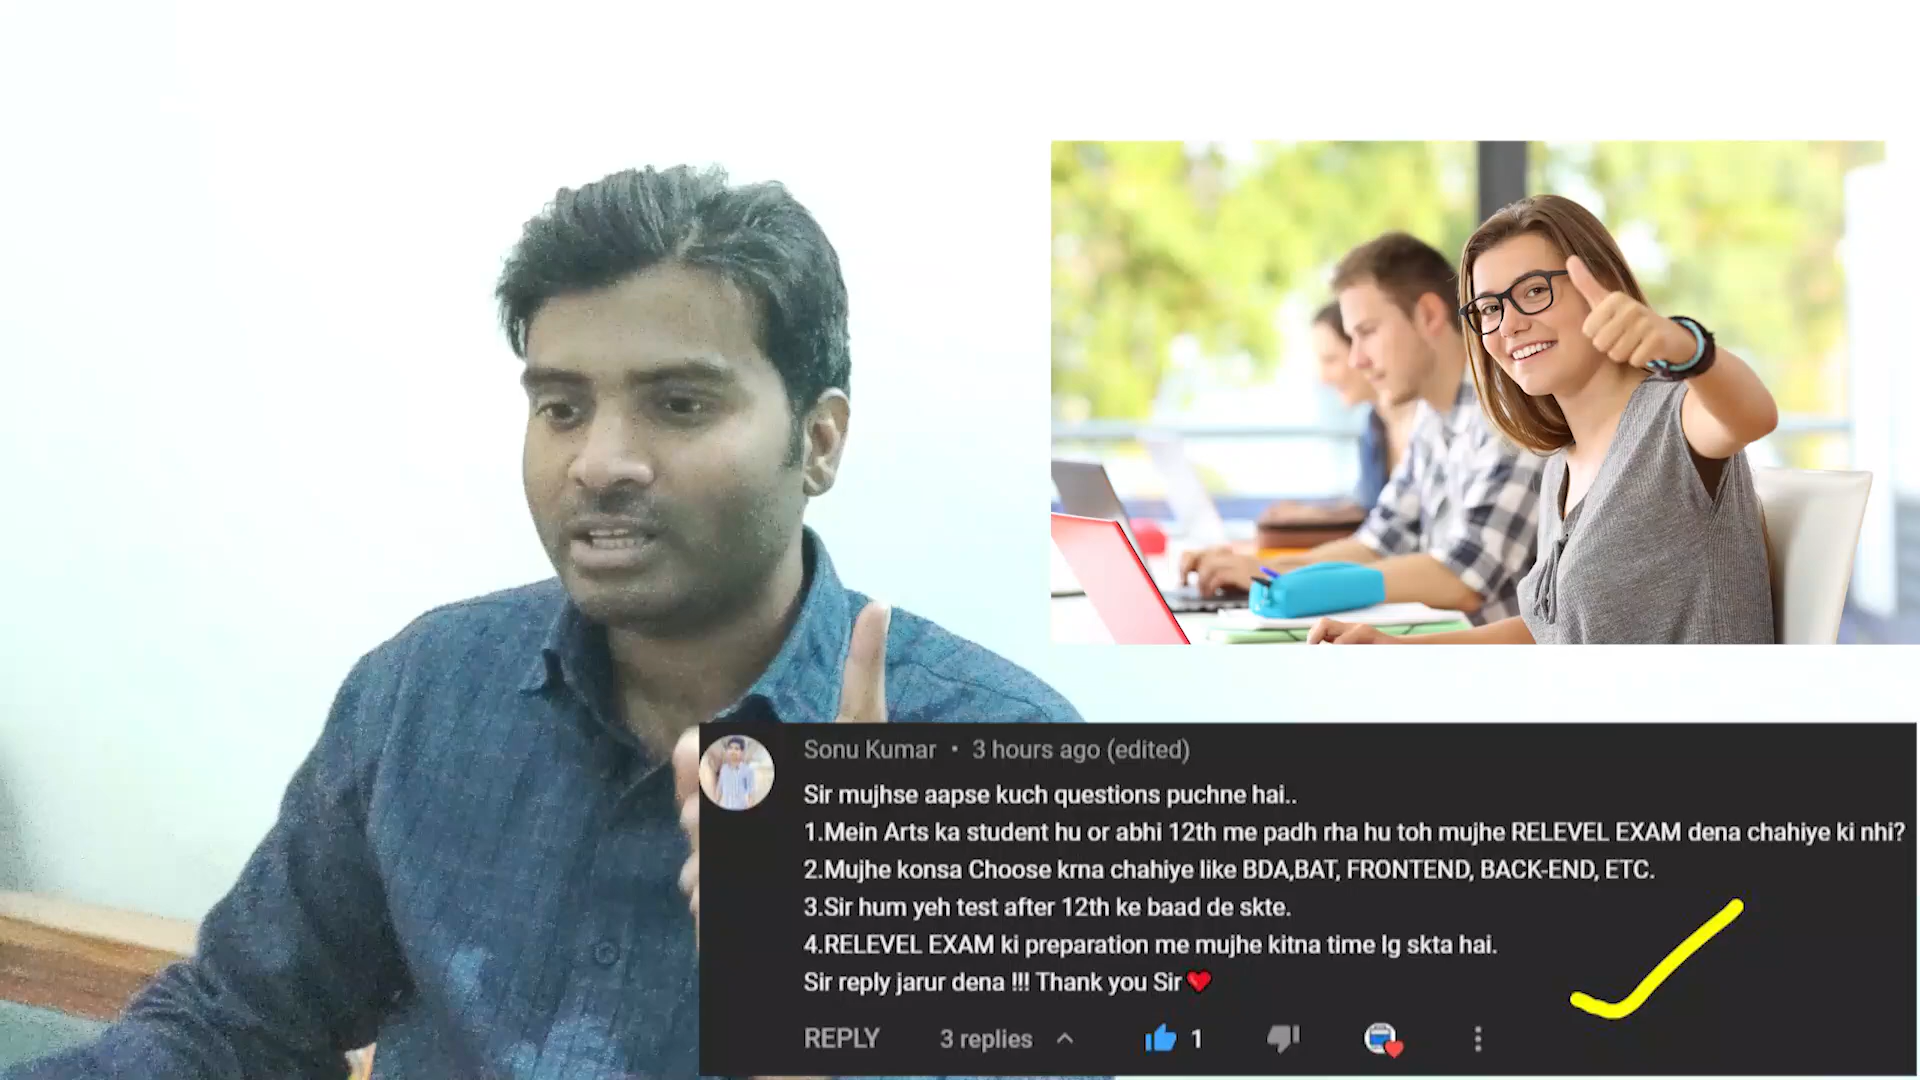 Sonu Kumar • 3 hours ago (edited)
Sir mujhse aapse kuch questions puchne hai..
1.Mein Arts ka student hu or abhi 12th me padh rha hu toh mujhe RELEVEL EXAM dena chahiye ki nhi?
2.Mujhe konsa Choose krna chahiye like BDA,BAT, FRONTEND, BACK-END, ETC.
3.Sir hum yeh test after 12th ke baad de skte.
4.RELEVEL EXAM ki preparation me mujhe kitna time lg skta hai.
Sir reply jarur dena !!! Thank you Sir❤
REPLY 3 replies 1